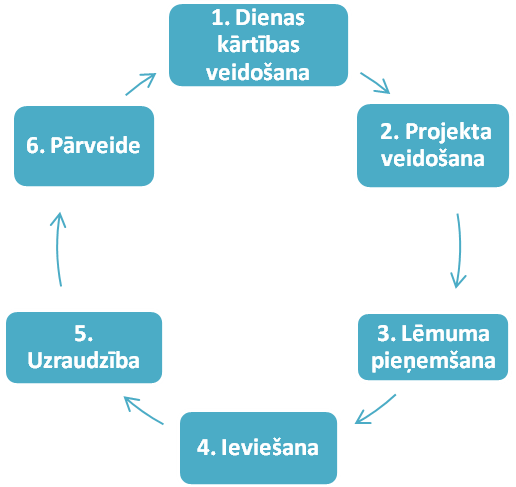 1. Dienas
kārtības
veidošana
2. Projekta
veidošana
3. Lēmuma
pieņemšana
4. Ieviešana
5.
Uzraudzība
6. Pārveide